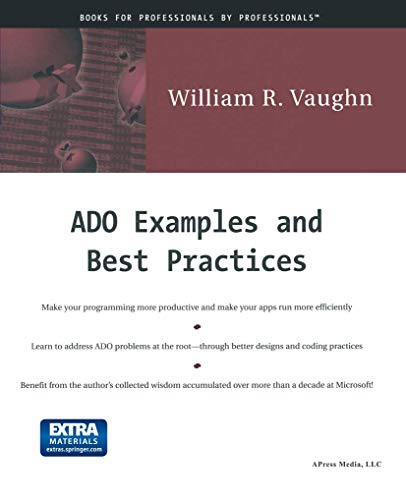 BOOKS FOR PROFESSIONALS BY PROFESSIONALS™
William R. Vaughn
ADO Examples and
Best Practices
Make your programming more productive and make your apps run more efficiently
Learn to address ADO problems at the root—through better designs and coding practices
Benefit from the author's collected wisdom accumulated over more than a decade at Microsoft!
EXTRA
MATERIALS
extras.springer.com
APress Media, LLC